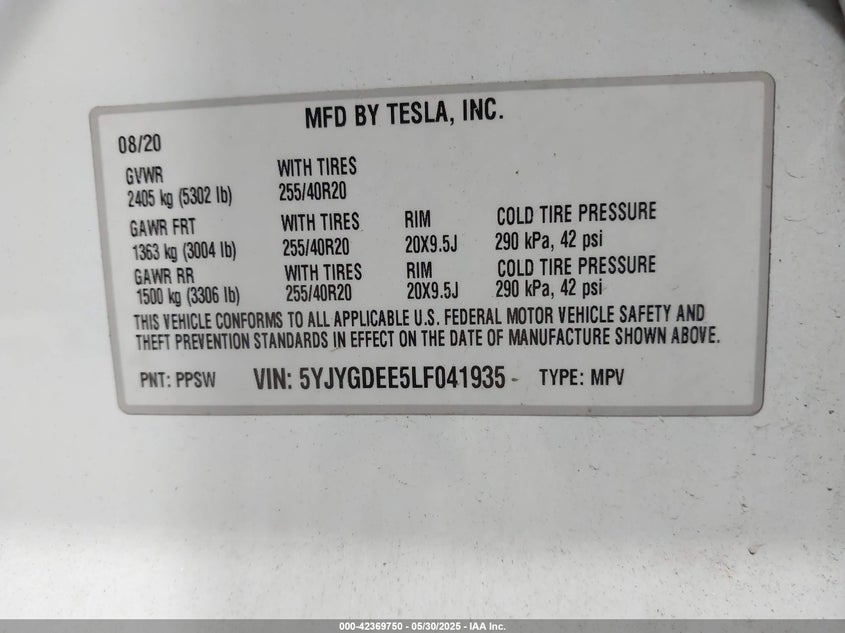 MFD BY TESLA, INC.
08/20
GVWR WITH TIRES
2405 kg (5302 lb) 255/40R20
GAWR FRT WITH TIRES RIM COLD TIRE PRESSURE
1363 kg (3004 lb) 255/40R20 20X9.5J 290 kPa, 42 psi
GAWR RR WITH TIRES RIM COLD TIRE PRESSURE
1500 kg (3306 lb) 255/40R20 20X9.5J 290 kPa, 42 psi
THIS VEHICLE CONFORMS TO ALL APPLICABLE U.S. FEDERAL MOTOR VEHICLE SAFETY AND
THEFT PREVENTION STANDARDS IN EFFECT ON THE DATE OF MANUFACTURE SHOWN ABOVE.
PNT: PPSW VIN: 5YJYGDEE5LF041935 TYPE: MPV
000-42369750 - 05/30/2025 - IAA Inc.